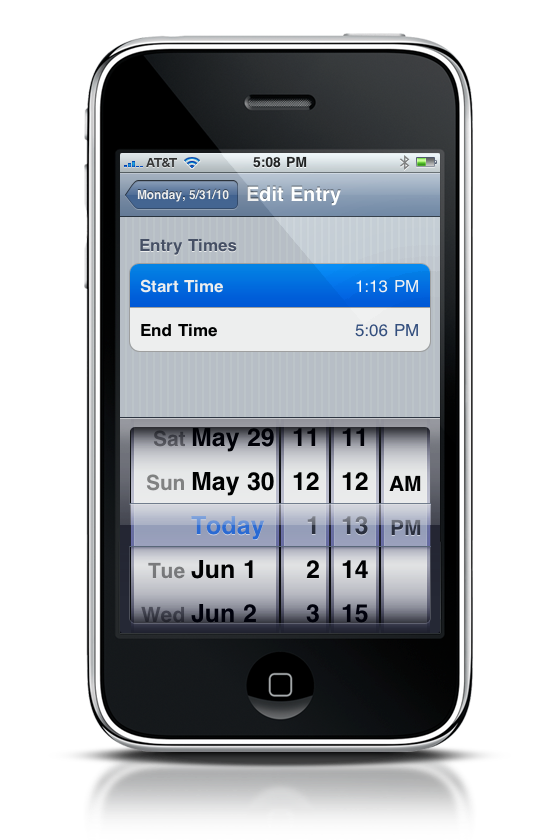 AT&T 5:08 PM
Monday, 5/31/10 Edit Entry
Entry Times
Start Time 1:13 PM
End Time 5:06 PM
Sat May 29 11 11
Sun May 30 12 12 AM
Today 1 13 PM
Tue Jun 1 2 14
Wed Jun 2 3 15